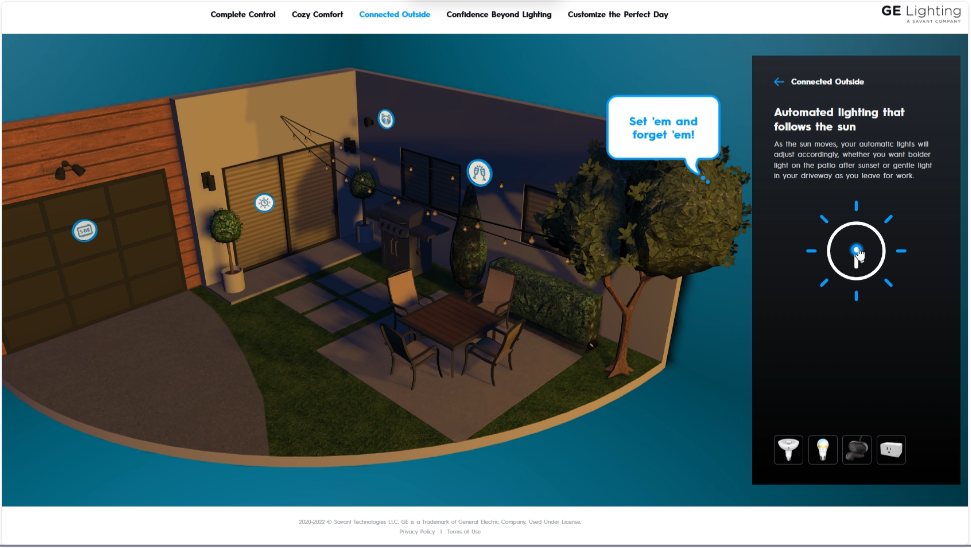 Complete Control
Cozy Comfort
Connected Outside
Confidence Beyond Lighting
Customize the Perfect Day
GE Lighting
A SAVANT COMPANY
Set 'em and
forget 'em!
Connected Outside
Automated lighting that
follows the sun
As the sun moves, your automatic lights will
adjust accordingly, whether you want bolder
light on the patio after sunset or gentle light
in your driveway as you leave for work.
2020-2022 © Savant Technologies LLC. GE is a trademark of General Electric Company. Used Under License.
Privacy Policy | Terms of Use